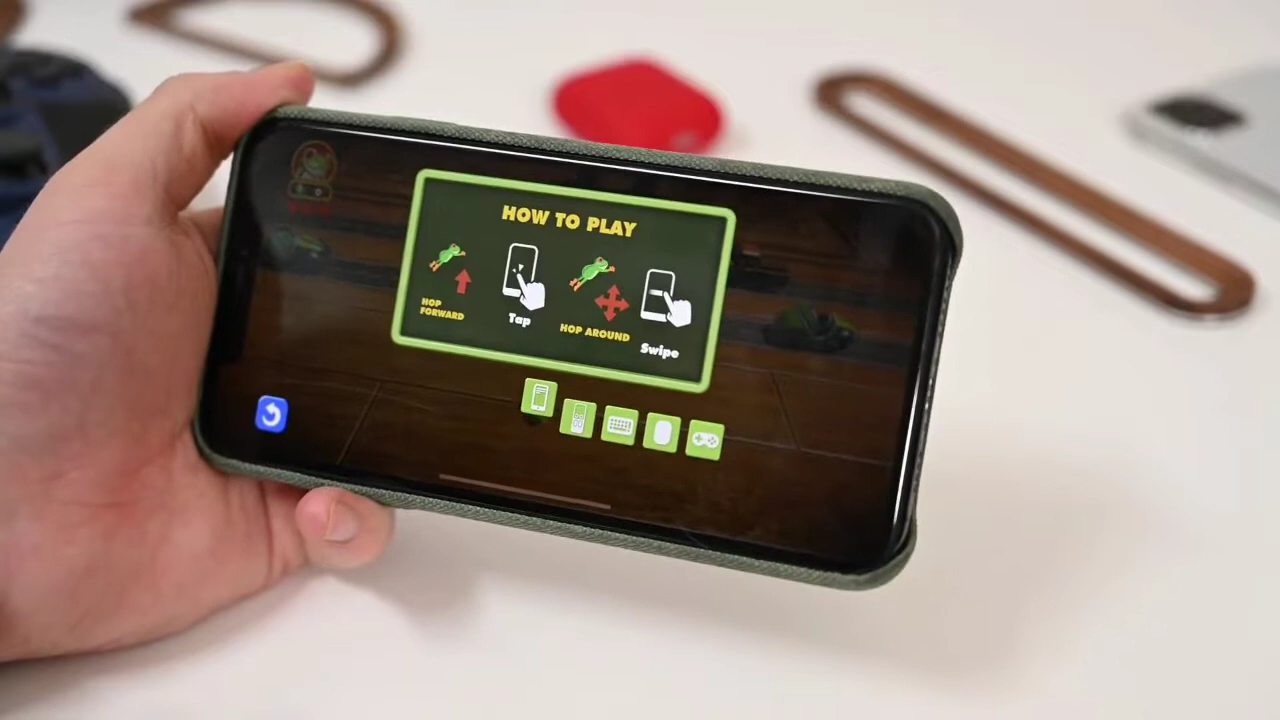 HOW TO PLAY
HOP
FORWARD
Tap
HOP AROUND
Swipe